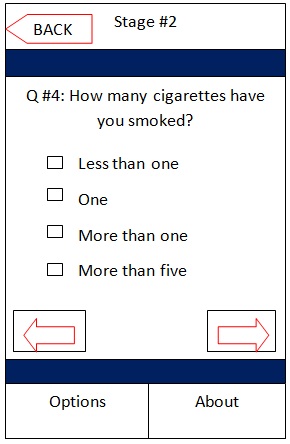 BACK
Stage #2
Q #4: How many cigarettes have
you smoked?
Less than one
One
More than one
More than five
Options
About